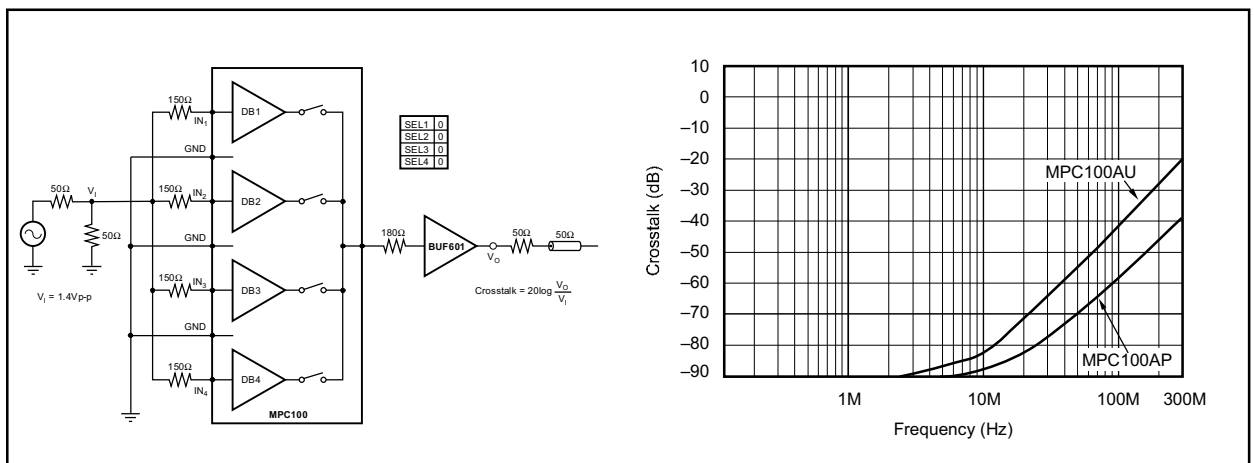 150Ω
IN1
DB1
GND
SEL1 0
SEL2 0
SEL3 0
SEL4 0
50Ω
VI
50Ω
150Ω
IN2
DB2
GND
180Ω
BUF601
VO
50Ω
50Ω
VI = 1.4Vp-p
150Ω
IN3
DB3
Crosstalk = 20log VO
VI
GND
150Ω
IN4
DB4
MPC100
Crosstalk (dB)
10
0
–10
–20
–30
–40
–50
–60
–70
–80
–90
MPC100AU
MPC100AP
1M 10M 100M 300M
Frequency (Hz)